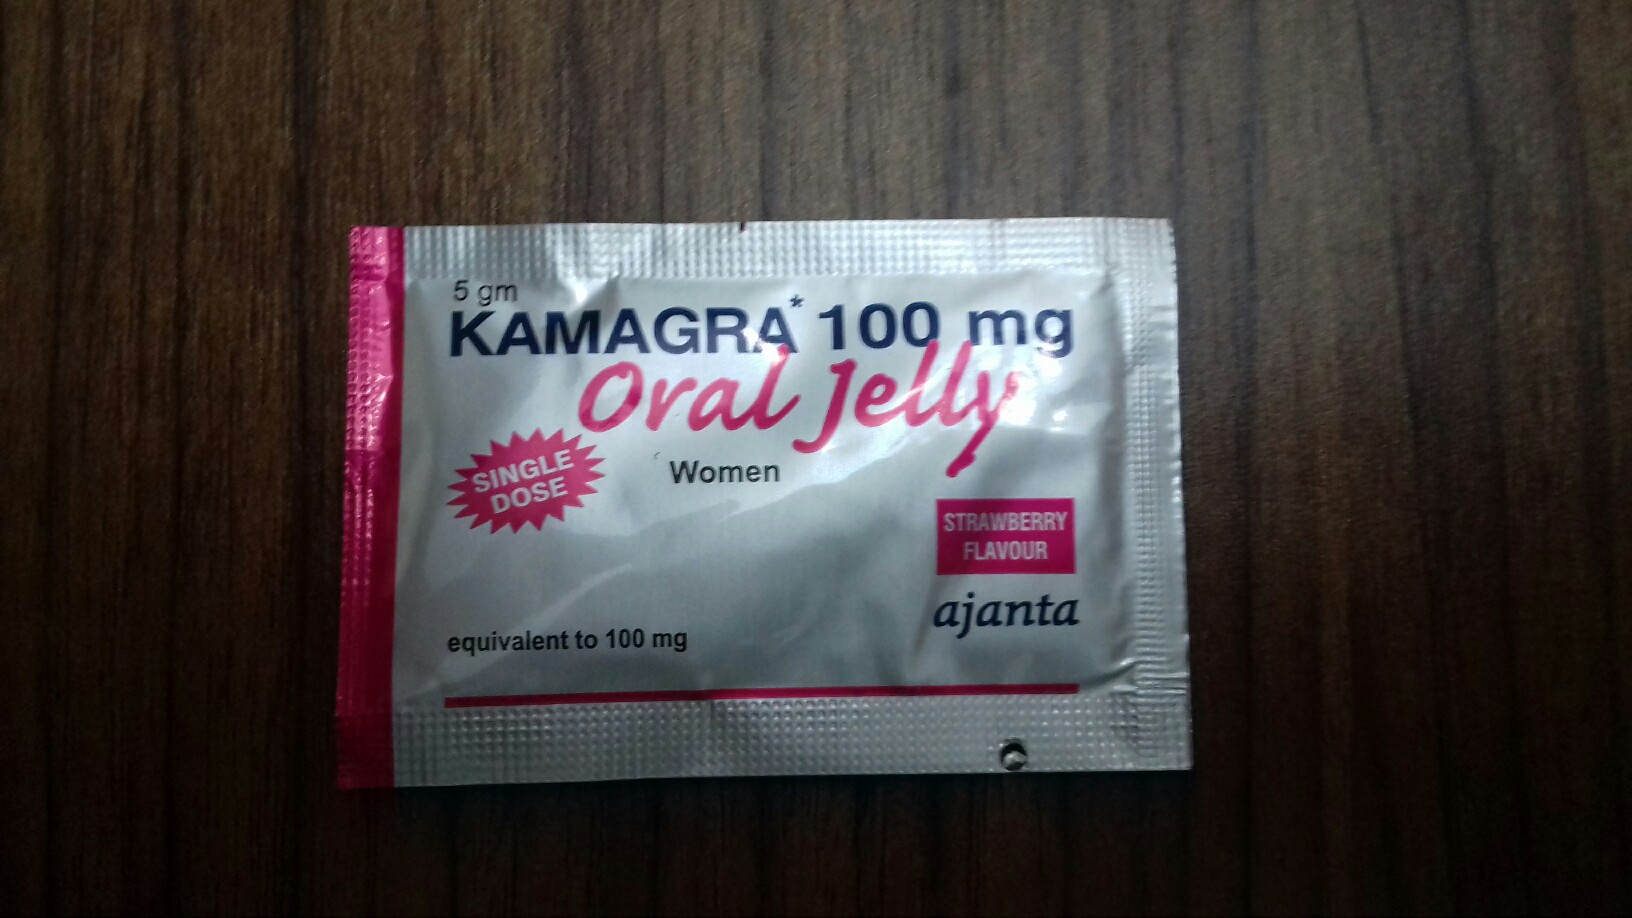 5 gm
KAMAGRA* 100 mg
Oral Jelly
SINGLE
DOSE
Women
STRAWBERRY
FLAVOUR
ajanta
equivalent to 100 mg